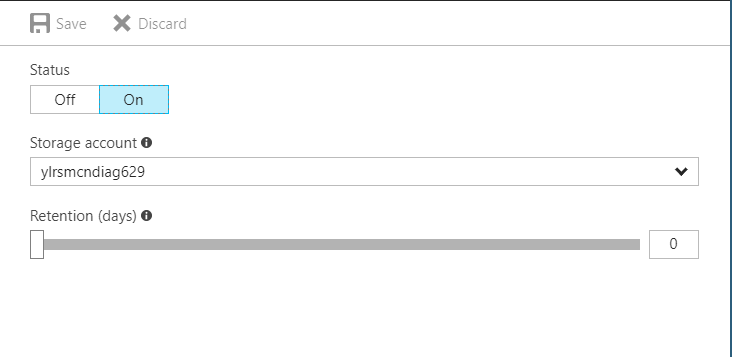 Save Discard
Status
Off On
Storage account
ylrsmcndiag629
Retention (days)
0